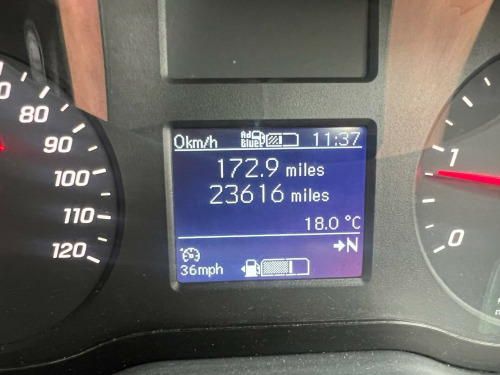 0km/h Ad Blue 11:37
172.9 miles
23616 miles
18.0 °C
→N
36mph
80
90
100
110
120
1
0